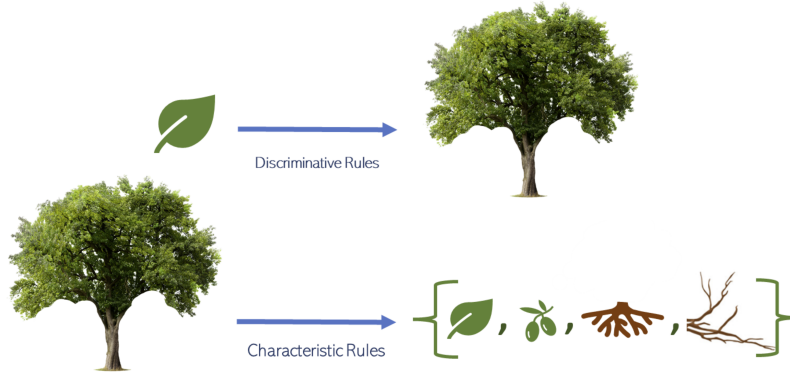 Discriminative Rules
Characteristic Rules
{ , , , }